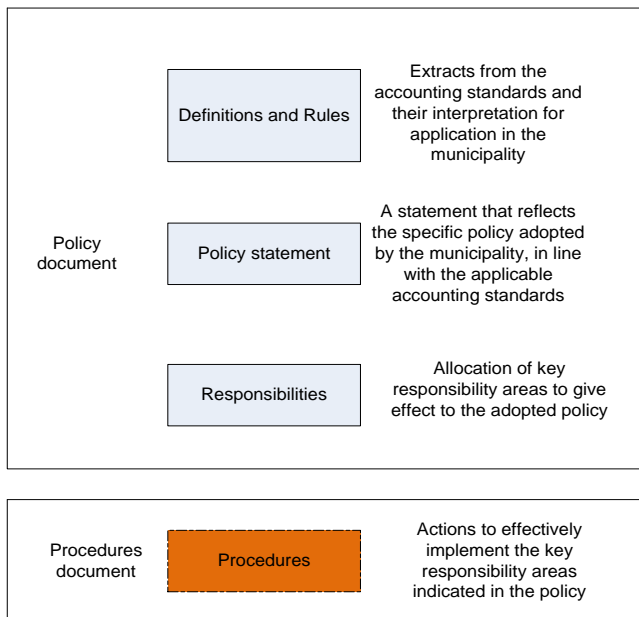 Definitions and Rules
Extracts from the
accounting standards and
their interpretation for
application in the
municipality
Policy
document
Policy statement
A statement that reflects
the specific policy adopted
by the municipality, in line
with the applicable
accounting standards
Responsibilities
Allocation of key
responsibility areas to give
effect to the adopted policy
Procedures
document
Procedures
Actions to effectively
implement the key
responsibility areas
indicated in the policy